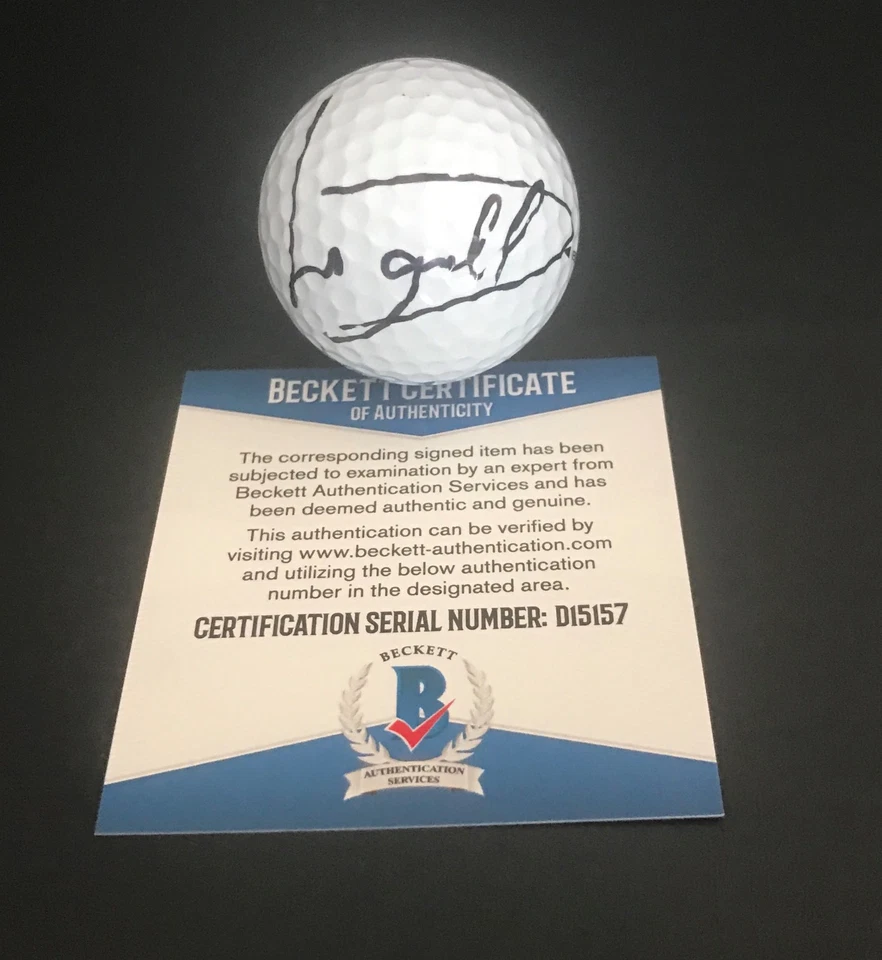 BECKETT CERTIFICATE
OF AUTHENTICITY
The corresponding signed item has been
subjected to examination by an expert from
Beckett Authentication Services and has
been deemed authentic and genuine.
This authentication can be verified by
visiting www.beckett-authentication.com
and utilizing the below authentication
number in the designated area.
CERTIFICATION SERIAL NUMBER: D15157
BECKETT
B
AUTHENTICATION
SERVICES